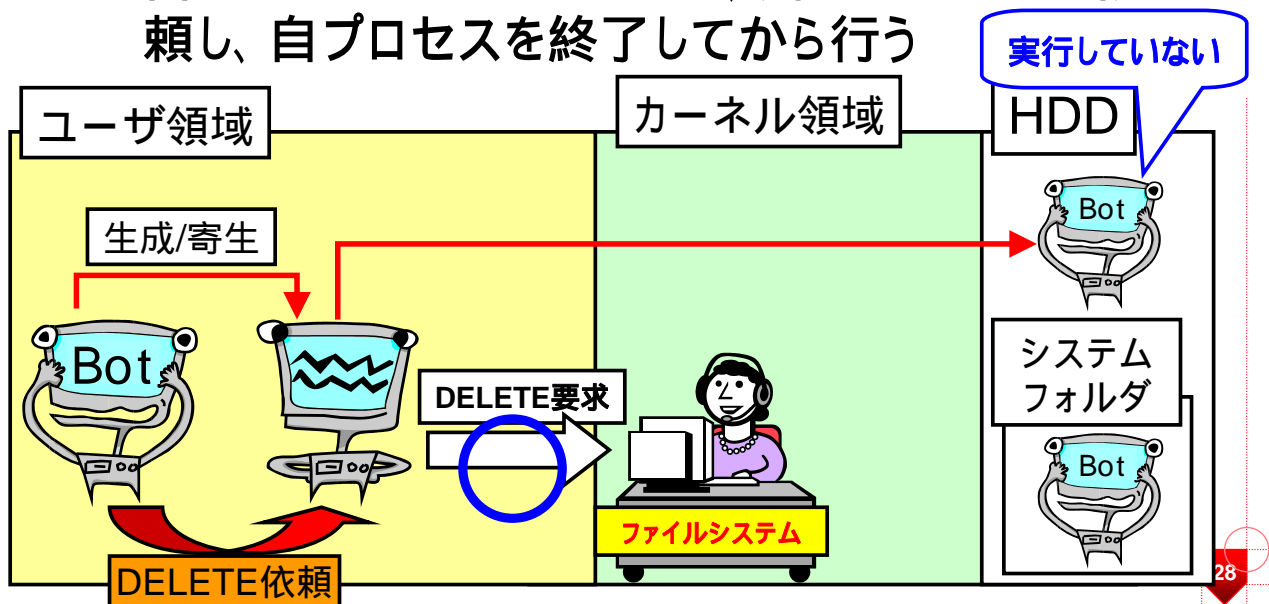 頼し、自プロセスを終了してから行う
実行していない
ユーザ領域
カーネル領域
HDD
Bot
生成/寄生
システム
フォルダ
Bot
DELETE要求
Bot
ファイルシステム
DELETE依頼
28